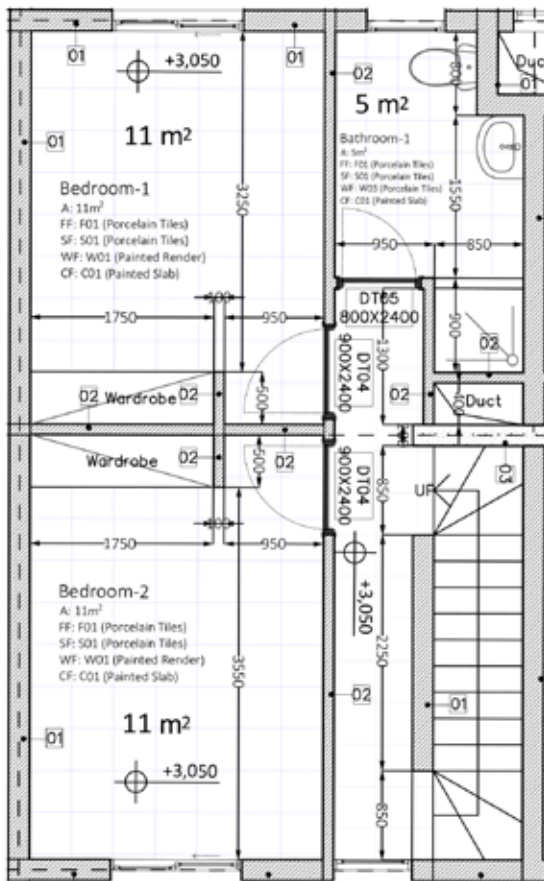 01
01
+3,050
11 m²
01
Bedroom-1
A: 11m²
FF: F01 (Porcelain Tiles)
SF: S01 (Porcelain Tiles)
WF: W01 (Painted Render)
CF: C01 (Painted Slab)
3250
100
1750
950
02
5 m²
Bathroom-1
A: 5m²
FF: F01 (Porcelain Tiles)
SF: S01 (Porcelain Tiles)
WF: W03 (Porcelain Tiles)
CF: C01 (Painted Slab)
800
Duct
01
1550
950
850
DT05
800X2400
900
1300
DT04
900X2400
02
02
02
Wardrobe
02
500
Duct
400
Wardrobe
02
500
02
DT04
900X2400
850
UP
03
100
1750
950
Bedroom-2
A: 11m²
FF: F01 (Porcelain Tiles)
SF: S01 (Porcelain Tiles)
WF: W01 (Painted Render)
CF: C01 (Painted Slab)
3550
+3,050
2250
02
01
11 m²
01
+3,050
850